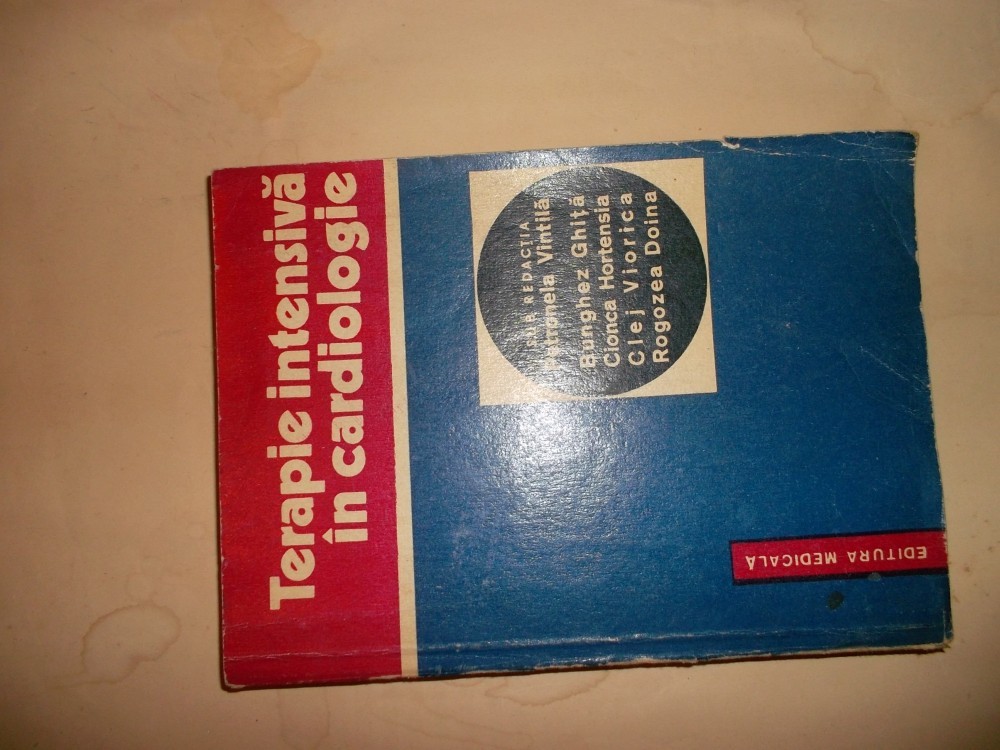 Terapie intensivă
în cardiologie
SUB REDACȚIA
Petronela Vintilă
Bunghez Ghiță
Cionca Hortensia
Clej Viorica
Rogozea Doina
EDITURA MEDICALĂ